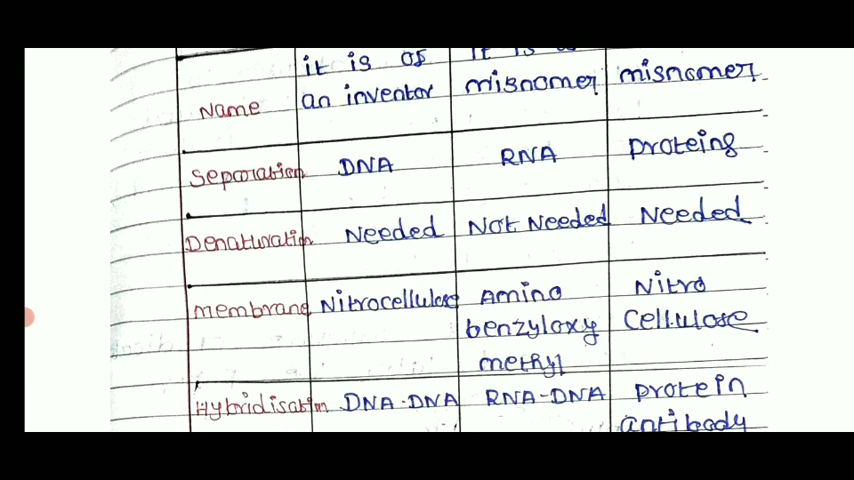 it is of
an inventor
misnomer
misnomer
Name
Separation
DNA
RNA
proteins
Denaturation
Needed
Not Needed
Needed
membrane
Nitrocellulose
Amino
benzyloxy
methyl
Nitro
Cellulose
Hybridisation
DNA-DNA
RNA-DNA
protein
antibody